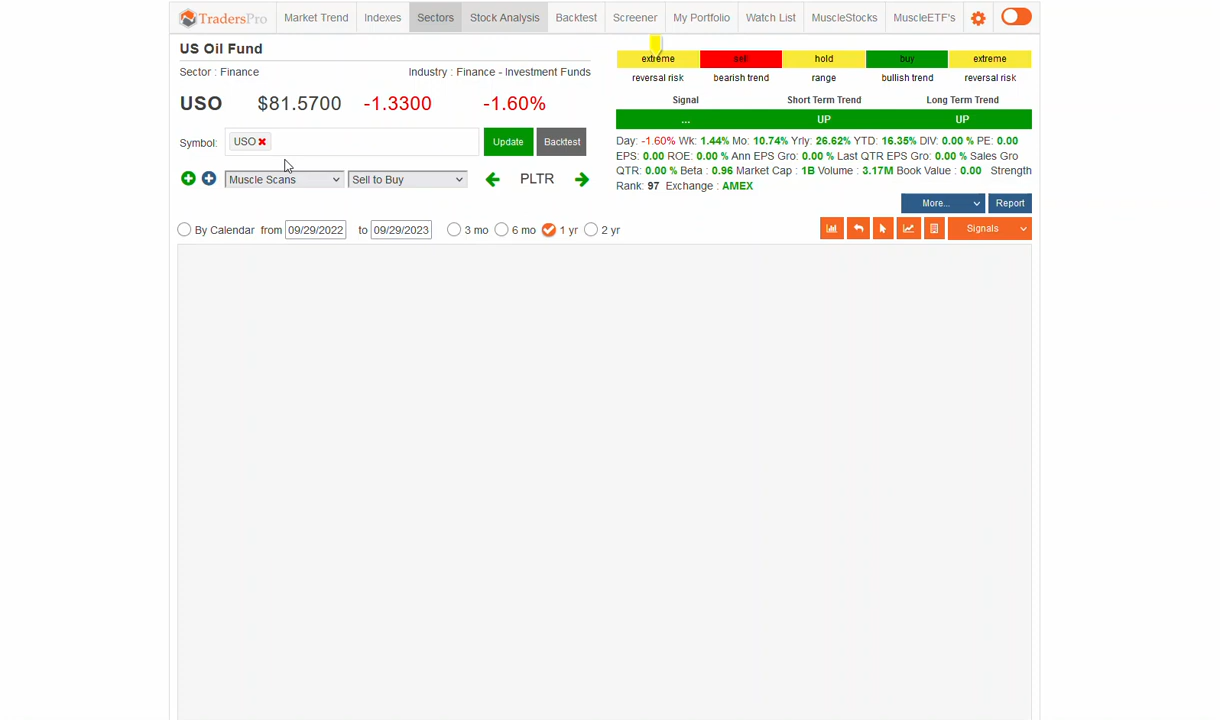 TradersPro Market Trend Indexes Sectors Stock Analysis Backtest Screener My Portfolio Watch List MuscleStocks MuscleETF's
US Oil Fund
Sector : Finance Industry : Finance - Investment Funds
USO $81.5700 -1.3300 -1.60%
Symbol: USO Update Backtest
Muscle Scans Sell to Buy PLTR
extreme sell hold buy extreme
reversal risk bearish trend range bullish trend reversal risk
Signal Short Term Trend Long Term Trend
... UP UP
Day: -1.60% Wk: 1.44% Mo: 10.74% Yrly: 26.62% YTD: 16.35% DIV: 0.00 % PE: 0.00
EPS: 0.00 ROE: 0.00 % Ann EPS Gro: 0.00 % Last QTR EPS Gro: 0.00 % Sales Gro
QTR: 0.00 % Beta : 0.96 Market Cap : 1B Volume : 3.17M Book Value : 0.00 Strength
Rank: 97 Exchange : AMEX
More... Report
By Calendar from 09/29/2022 to 09/29/2023 3 mo 6 mo 1 yr 2 yr Signals